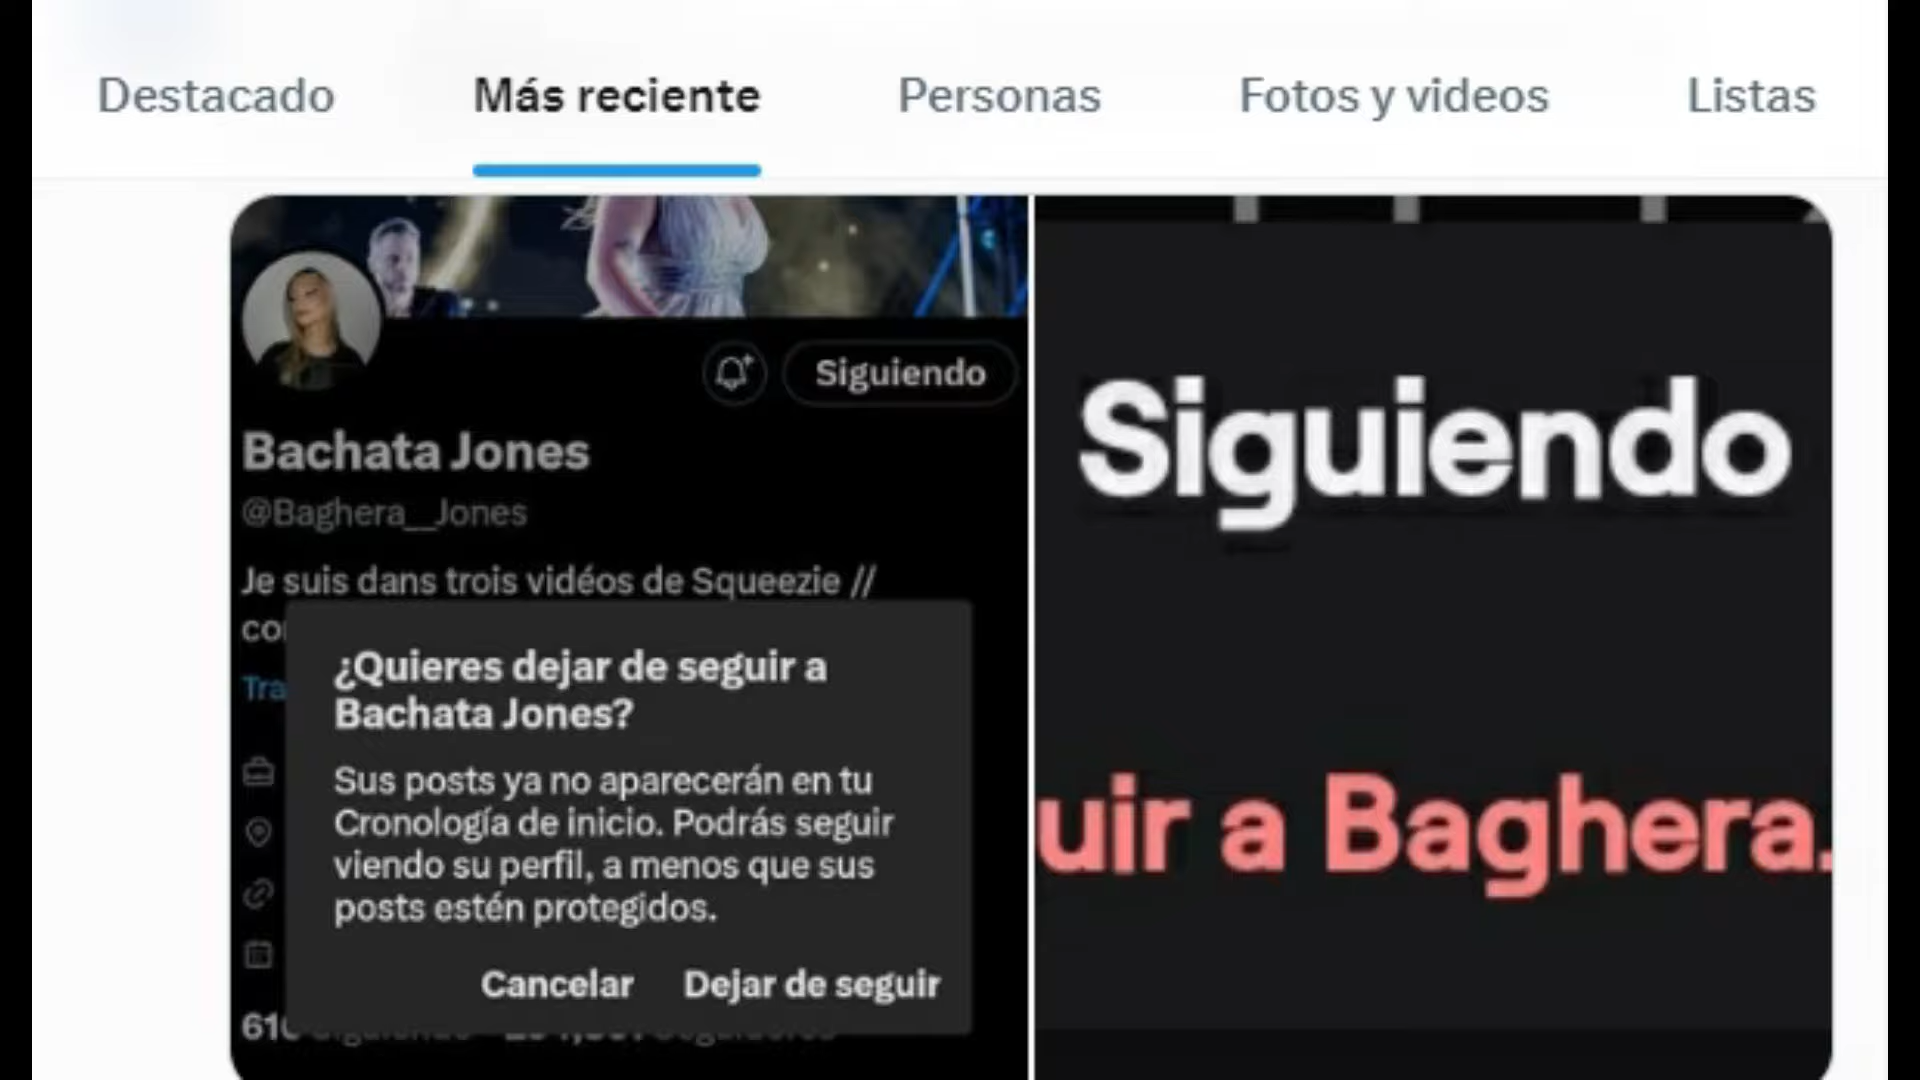 Destacado
Más reciente
Personas
Fotos y videos
Listas
Siguiendo
Bachata Jones
@Baghera__Jones
Je suis dans trois vidéos de Squeezie //
¿Quieres dejar de seguir a
Bachata Jones?
Sus posts ya no aparecerán en tu
Cronología de inicio. Podrás seguir
viendo su perfil, a menos que sus
posts estén protegidos.
Cancelar
Dejar de seguir
Siguiendo
uir a Baghera.